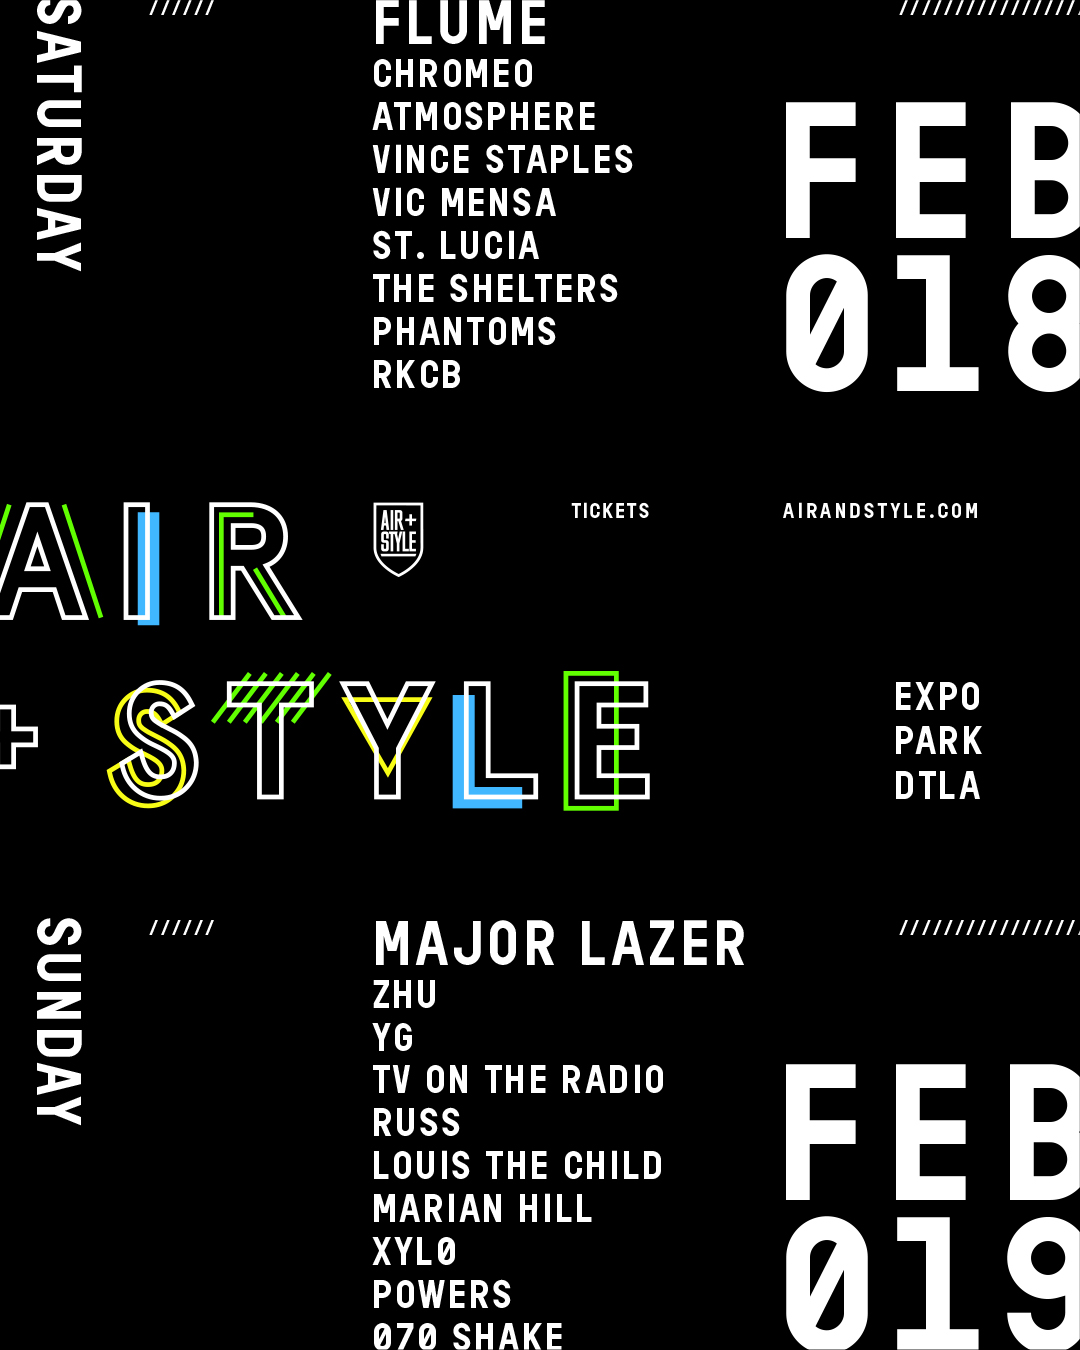 SATURDAY
//////
FLUME
CHROMEO
ATMOSPHERE
VINCE STAPLES
VIC MENSA
ST. LUCIA
THE SHELTERS
PHANTOMS
RKCB
////////////////
FEB
018
AIR
AIR+
STYLE
TICKETS
AIRANDSTYLE.COM
+ STYLE
EXPO
PARK
DTLA
SUNDAY
//////
MAJOR LAZER
ZHU
YG
TV ON THE RADIO
RUSS
LOUIS THE CHILD
MARIAN HILL
XYLØ
POWERS
070 SHAKE
////////////////
FEB
019